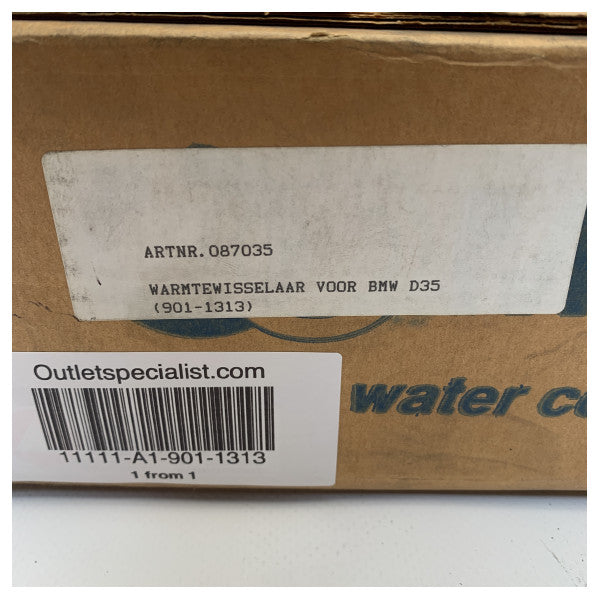 ARTNR.087035
WARMTEWISSELAAR VOOR BMW D35
(901-1313)
Outletspecialist.com
11111-A1-901-1313
1 from 1
water